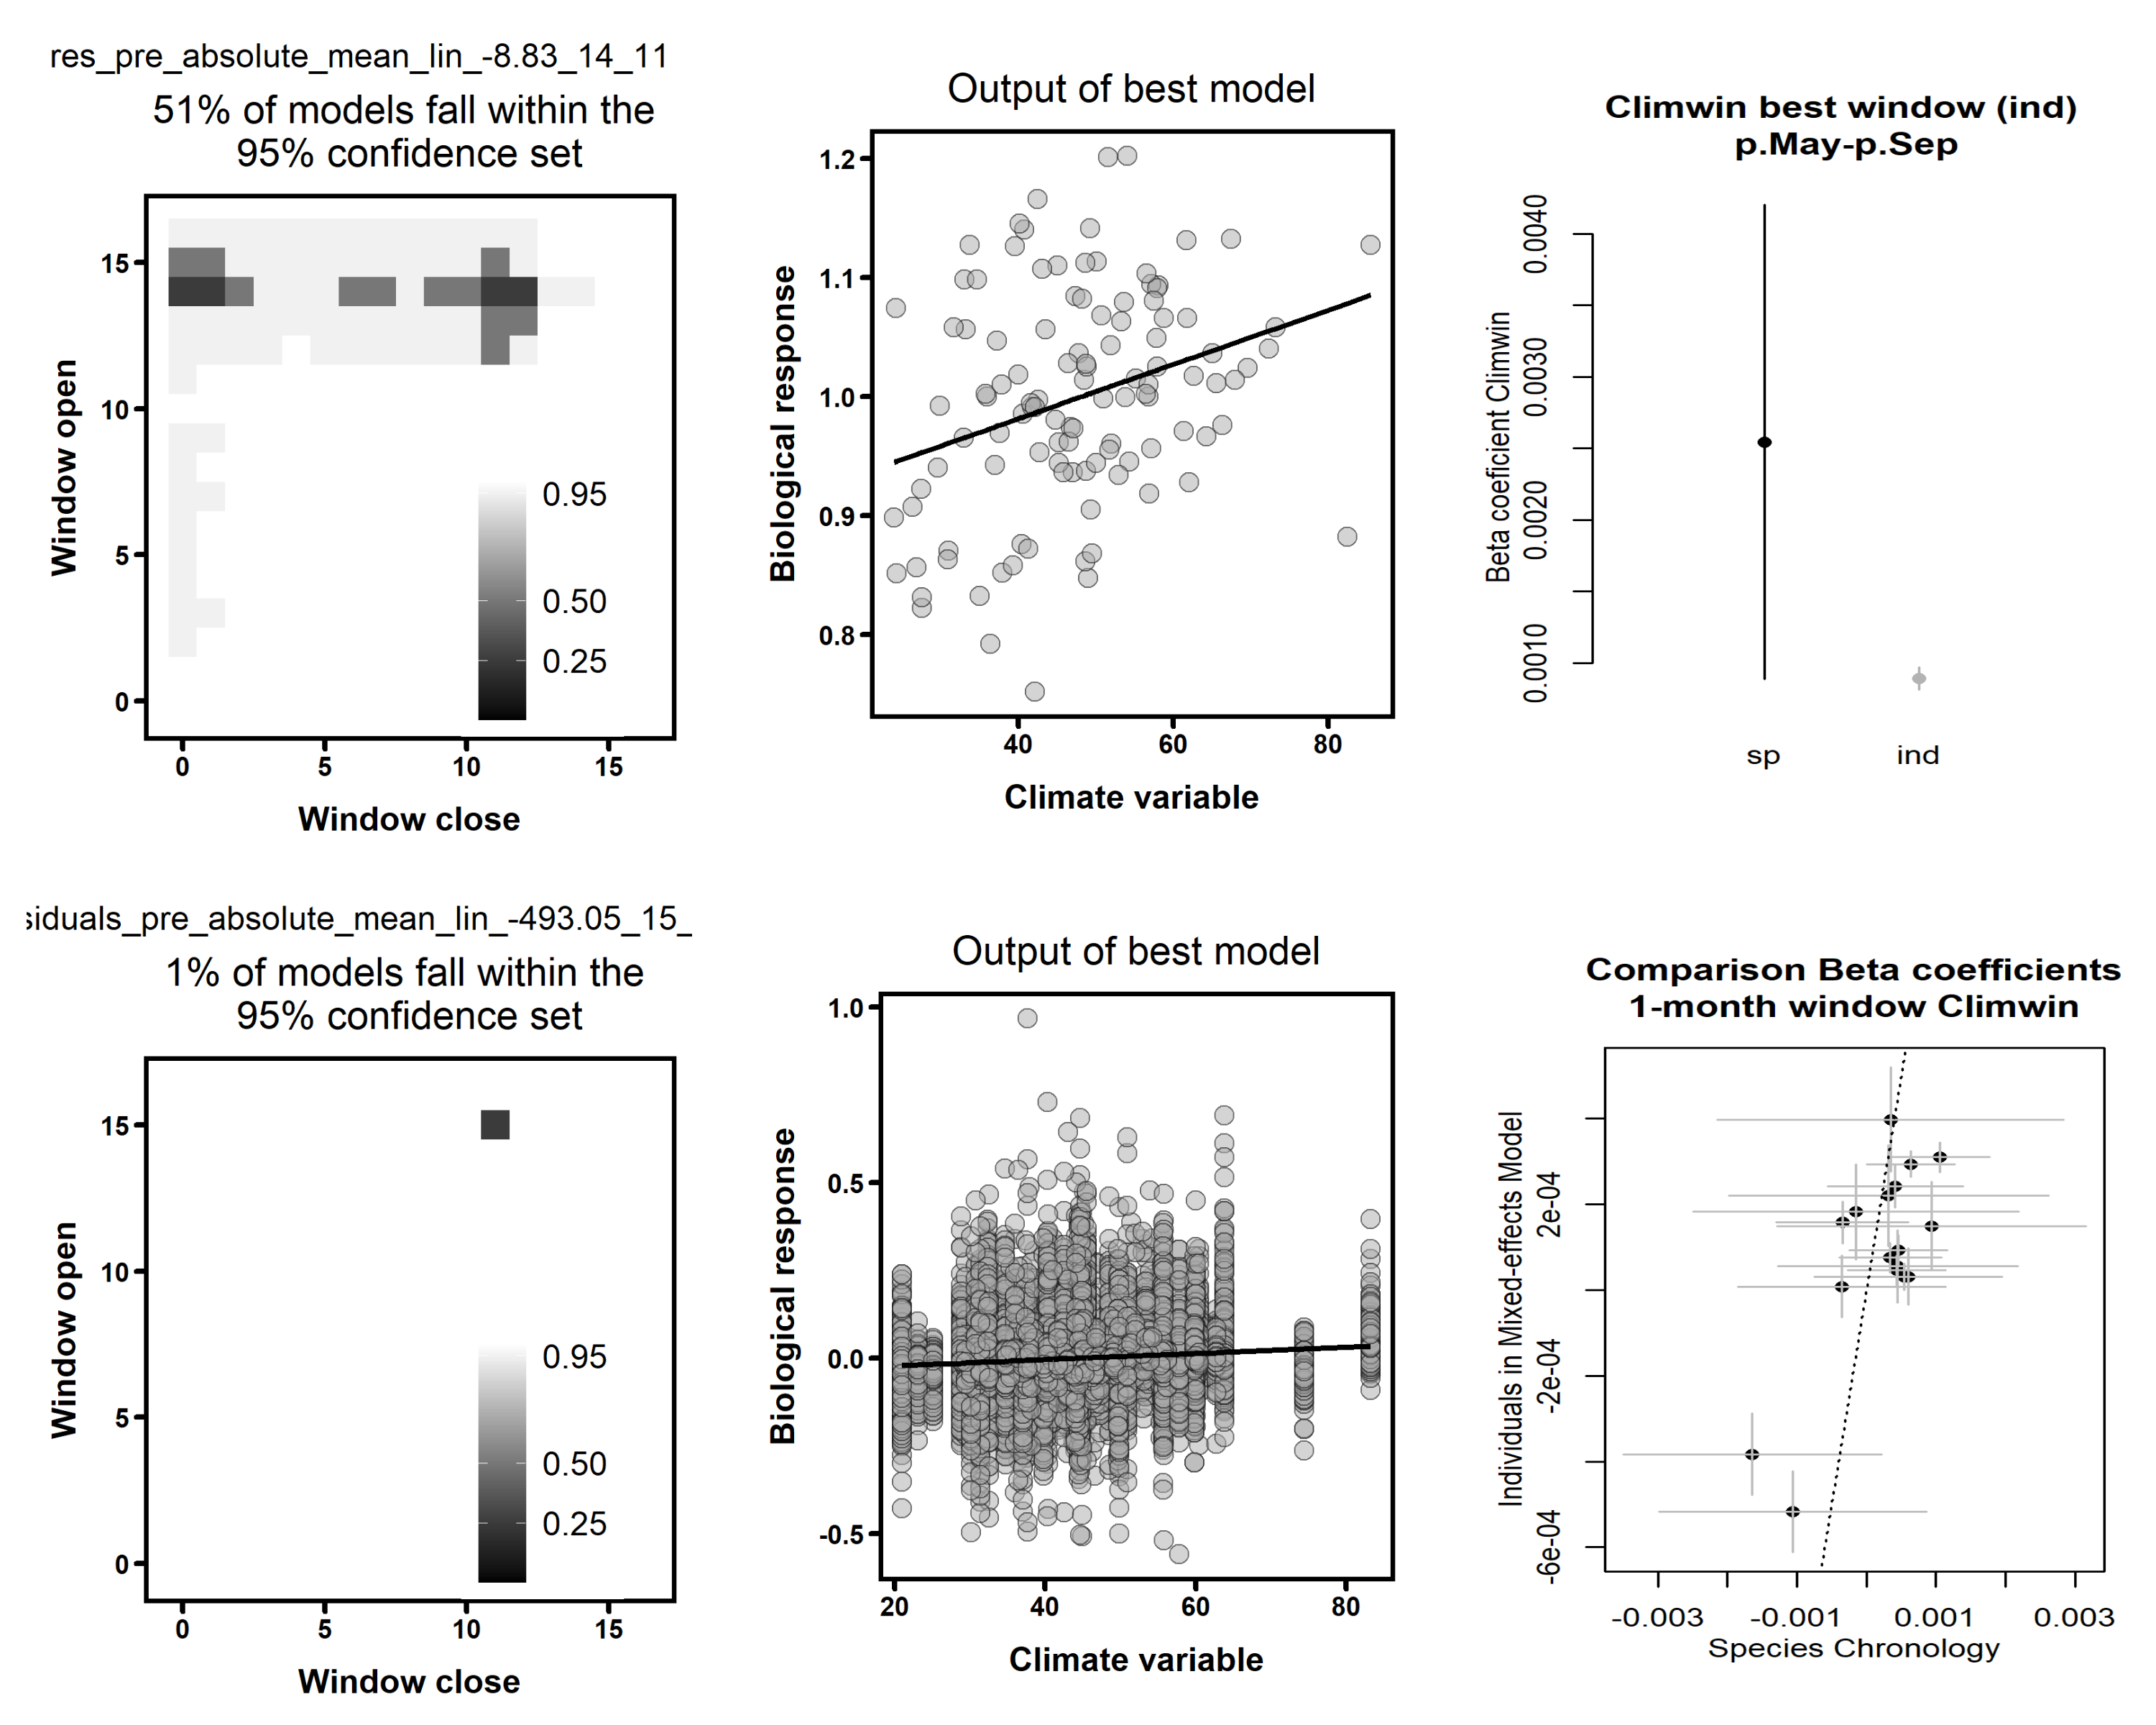 res_pre_absolute_mean_lin_-8.83_14_11
51% of models fall within the
95% confidence set
Window open
15
10
5
0
0.95
0.50
0.25
0 5 10 15
Window close
Output of best model
Biological response
1.2
1.1
1.0
0.9
0.8
40 60 80
Climate variable
Climwin best window (ind)
p.May-p.Sep
Beta coefficient Climwin
0.0040
0.0030
0.0020
0.0010
sp ind
siduals_pre_absolute_mean_lin_-493.05_15_
1% of models fall within the
95% confidence set
Window open
15
10
5
0
0.95
0.50
0.25
0 5 10 15
Window close
Output of best model
Biological response
1.0
0.5
0.0
-0.5
20 40 60 80
Climate variable
Comparison Beta coefficients
1-month window Climwin
Individuals in Mixed-effects Model
2e-04
-2e-04
-6e-04
-0.003 -0.001 0.001 0.003
Species Chronology